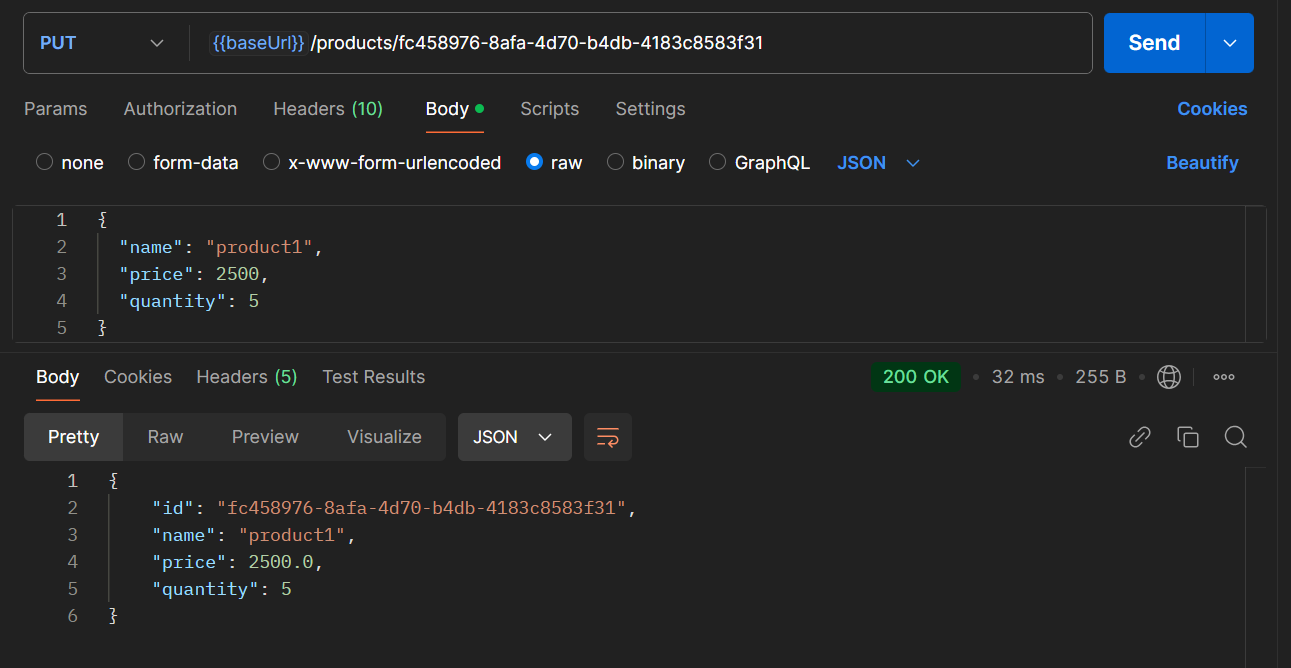 PUT {{baseUrl}} /products/fc458976-8afa-4d70-b4db-4183c8583f31 Send
Params Authorization Headers (10) Body Scripts Settings Cookies
none form-data x-www-form-urlencoded raw binary GraphQL JSON Beautify
1 {
2 "name": "product1",
3 "price": 2500,
4 "quantity": 5
5 }
Body Cookies Headers (5) Test Results 200 OK 32 ms 255 B
Pretty Raw Preview Visualize JSON
1 {
2 "id": "fc458976-8afa-4d70-b4db-4183c8583f31",
3 "name": "product1",
4 "price": 2500.0,
5 "quantity": 5
6 }